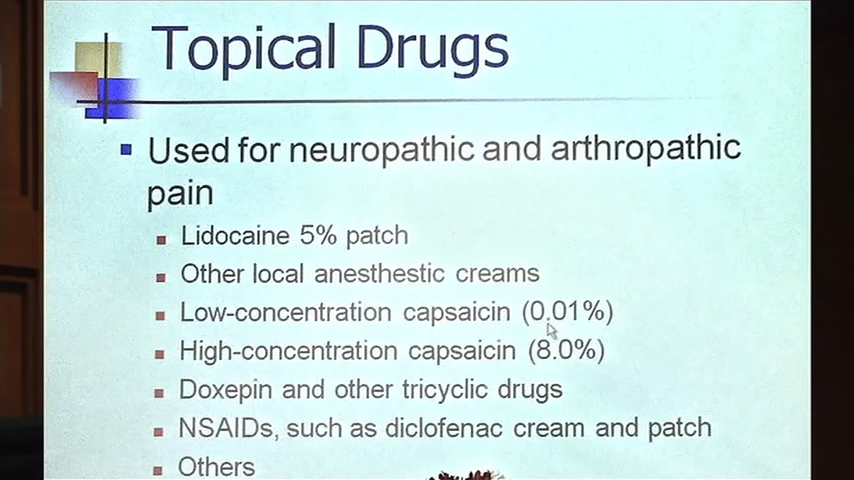 Topical Drugs
Used for neuropathic and arthropathic
pain
Lidocaine 5% patch
Other local anesthestic creams
Low-concentration capsaicin (0.01%)
High-concentration capsaicin (8.0%)
Doxepin and other tricyclic drugs
NSAIDs, such as diclofenac cream and patch
Others